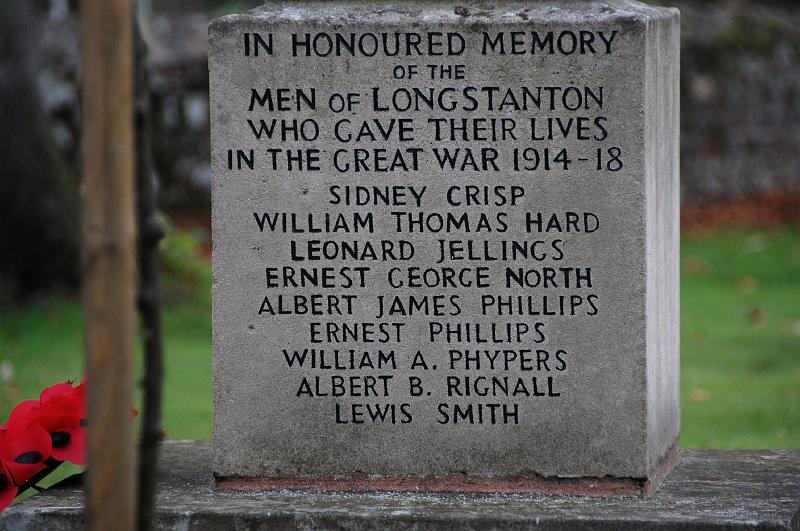 IN HONOURED MEMORY
OF THE
MEN OF LONGSTANTON
WHO GAVE THEIR LIVES
IN THE GREAT WAR 1914-18
SIDNEY CRISP
WILLIAM THOMAS HARD
LEONARD JELLINGS
ERNEST GEORGE NORTH
ALBERT JAMES PHILLIPS
ERNEST PHILLIPS
WILLIAM A. PHYPERS
ALBERT B. RIGNALL
LEWIS SMITH